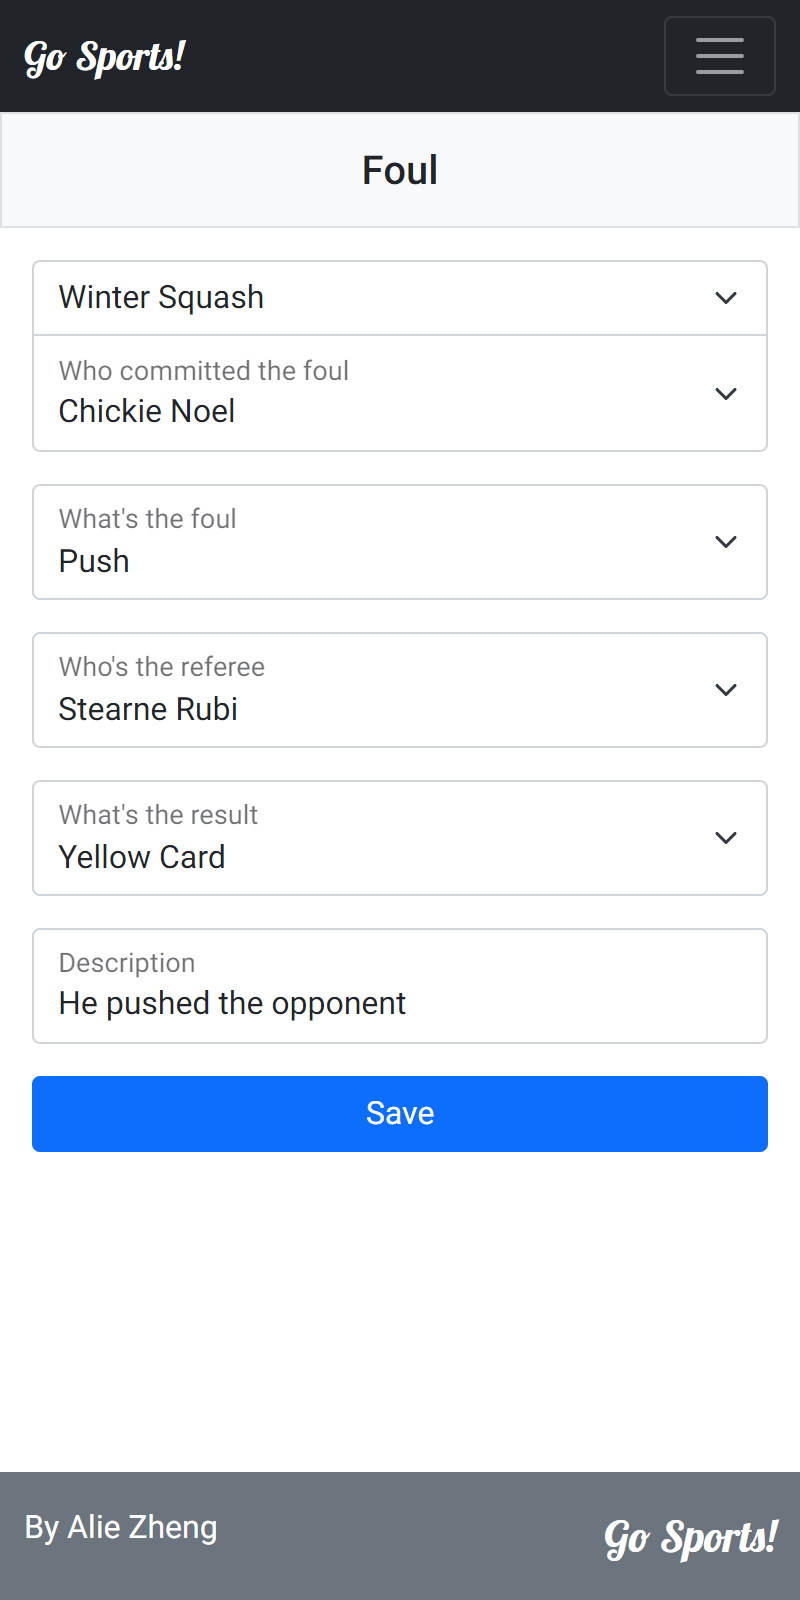 Go Sports!
Foul
Winter Squash
Who committed the foul
Chickie Noel
What's the foul
Push
Who's the referee
Stearne Rubi
What's the result
Yellow Card
Description
He pushed the opponent
Save
By Alie Zheng
Go Sports!